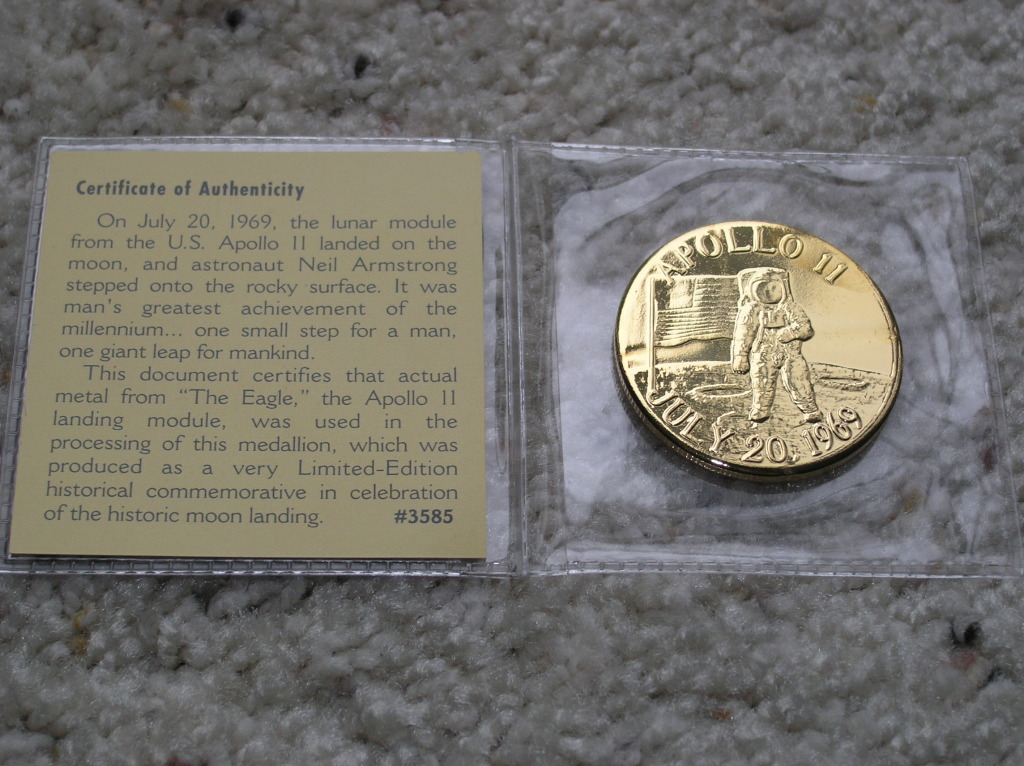 Certificate of Authenticity
On July 20, 1969, the lunar module
from the U.S. Apollo 11 landed on the
moon, and astronaut Neil Armstrong
stepped onto the rocky surface. It was
man's greatest achievement of the
millennium... one small step for a man,
one giant leap for mankind.
This document certifies that actual
metal from “The Eagle,” the Apollo 11
landing module, was used in the
processing of this medallion, which was
produced as a very Limited-Edition
historical commemorative in celebration
of the historic moon landing. #3585
APOLLO 11
JULY 20, 1969